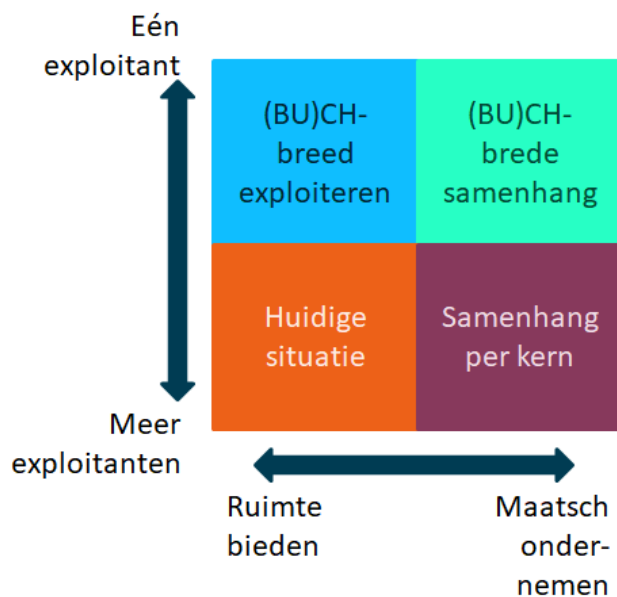 Eén
exploitant
(BU)CH-
breed
exploiteren
(BU)CH-
brede
samenhang
Huidige
situatie
Samenhang
per kern
Meer
exploitanten
Ruimte
bieden
Maatsch
onder-
nemen